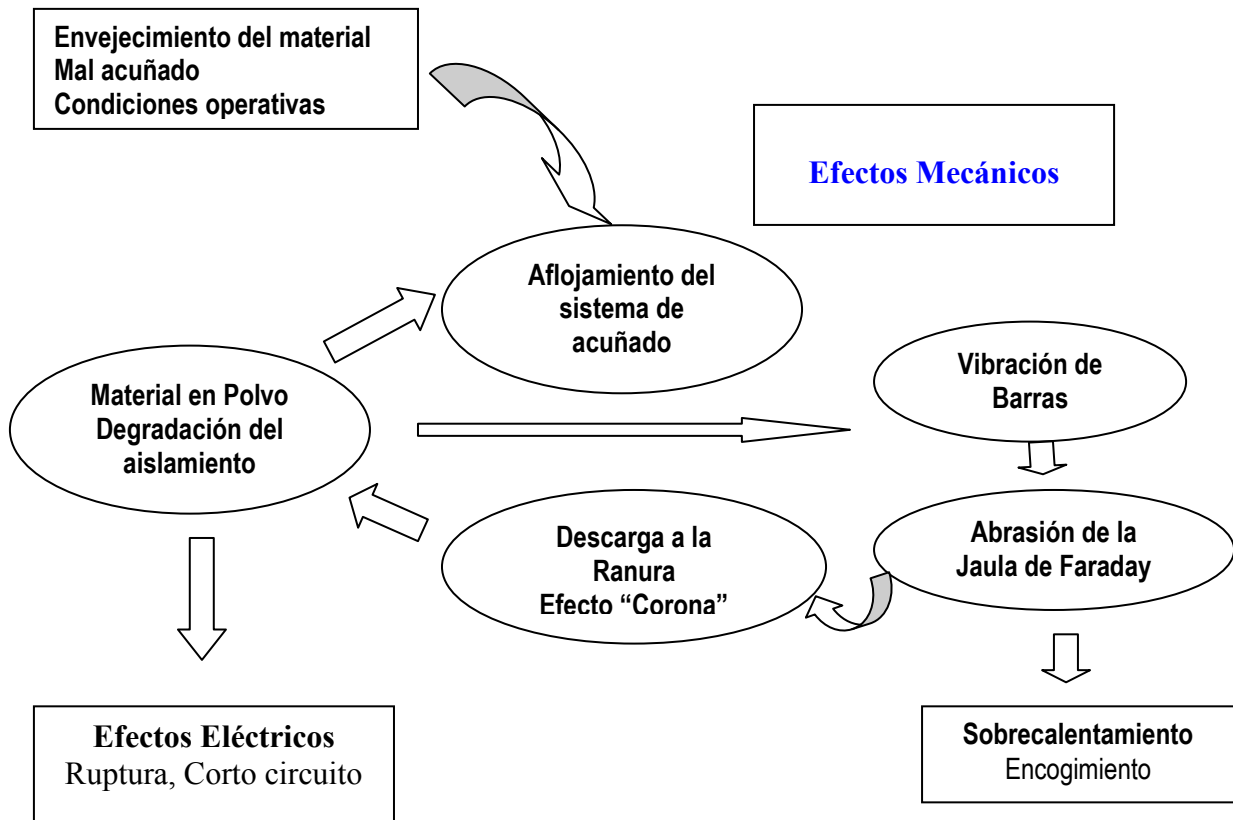 Envejecimiento del material
Mal acuñado
Condiciones operativas
Efectos Mecánicos
Aflojamiento del
sistema de
acuñado
Vibración de
Barras
Material en Polvo
Degradación del
aislamiento
Descarga a la
Ranura
Efecto “Corona”
Abrasión de la
Jaula de Faraday
Efectos Eléctricos
Ruptura, Corto circuito
Sobrecalentamiento
Encogimiento